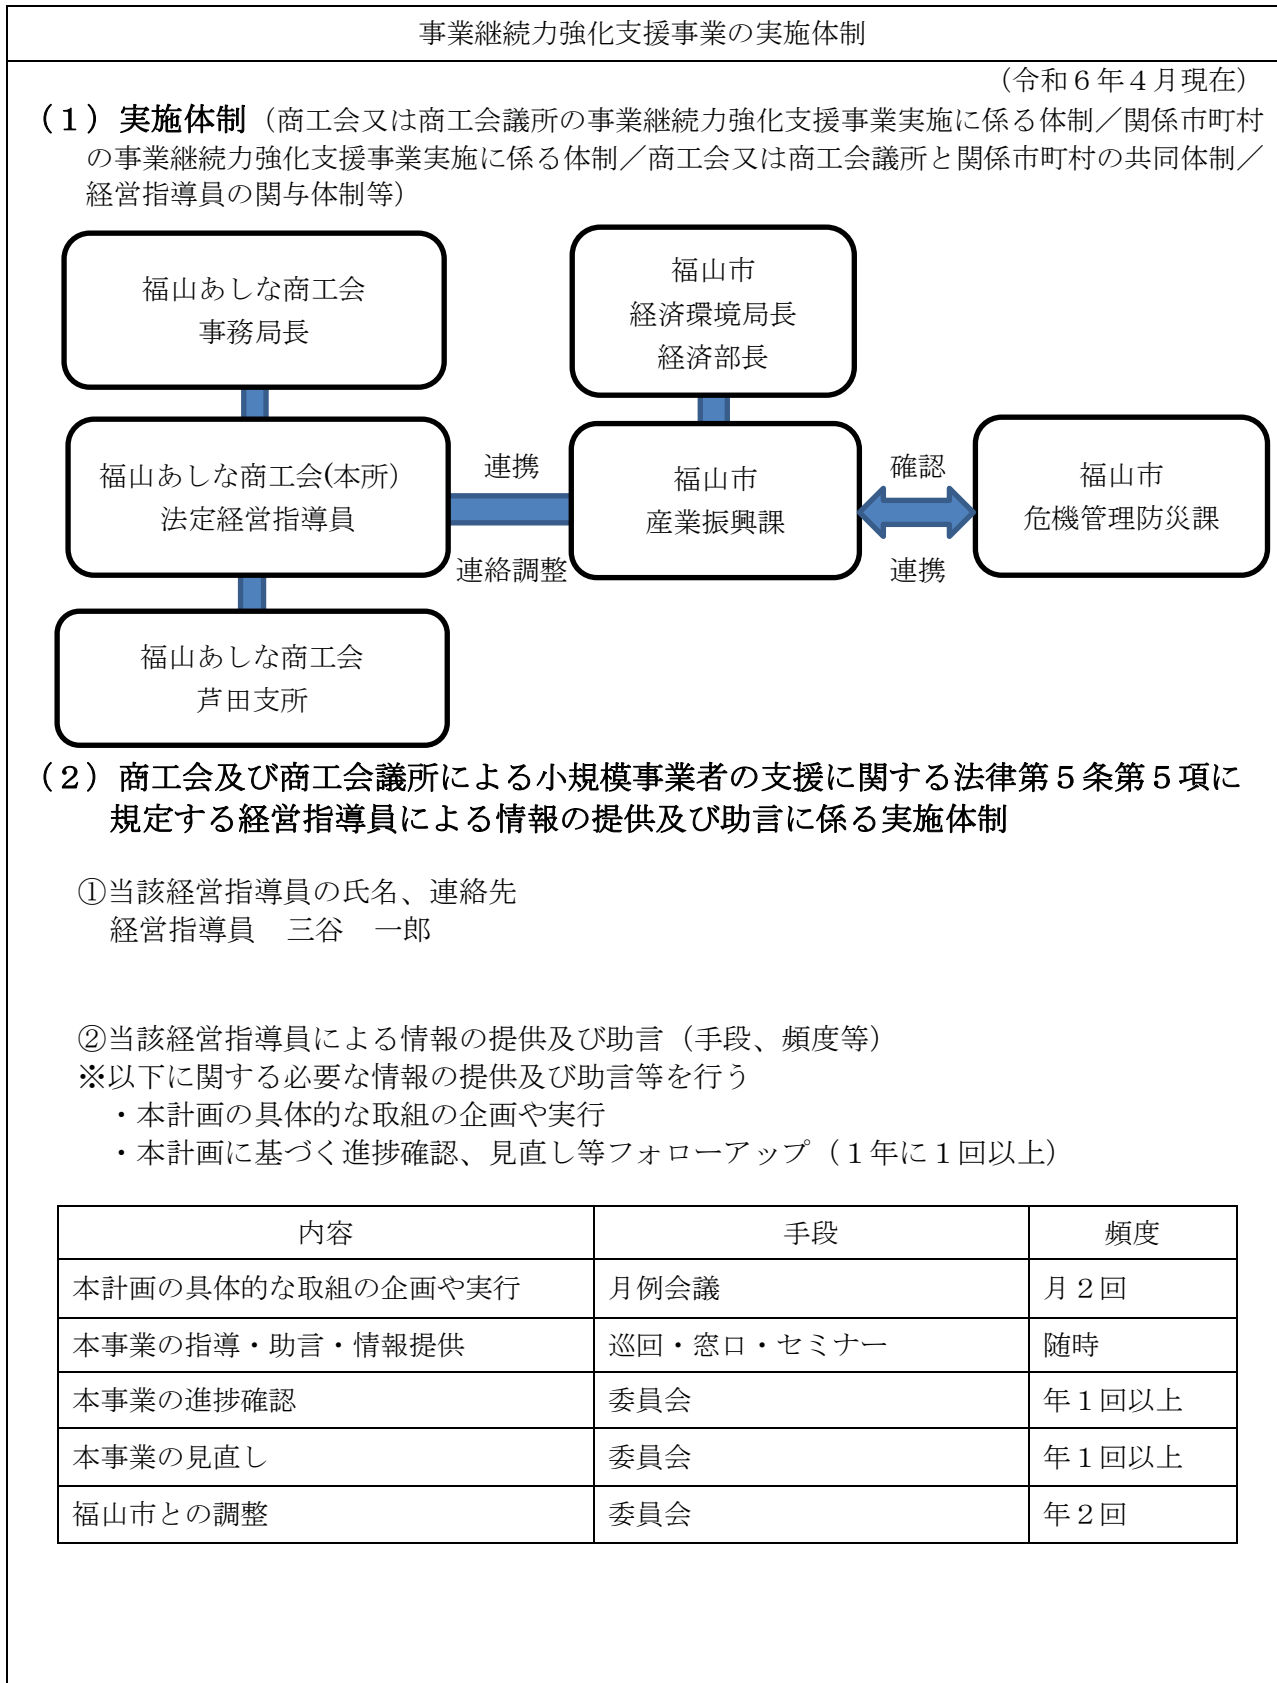 事業継続力強化支援事業の実施体制
（令和６年４月現在）
（１）実施体制（商工会又は商工会議所の事業継続力強化支援事業実施に係る体制／関係市町村
の事業継続力強化支援事業実施に係る体制／商工会又は商工会議所と関係市町村の共同体制／
経営指導員の関与体制等）
福山あしな商工会
事務局長
福山市
経済環境局長
経済部長
福山あしな商工会(本所)
法定経営指導員
連携
連絡調整
福山市
産業振興課
確認
連携
福山市
危機管理防災課
福山あしな商工会
芦田支所
（２）商工会及び商工会議所による小規模事業者の支援に関する法律第５条第５項に
規定する経営指導員による情報の提供及び助言に係る実施体制
①当該経営指導員の氏名、連絡先
経営指導員　三谷　一郎
②当該経営指導員による情報の提供及び助言（手段、頻度等）
※以下に関する必要な情報の提供及び助言等を行う
・本計画の具体的な取組の企画や実行
・本計画に基づく進捗確認、見直し等フォローアップ（１年に１回以上）
内容　手段　頻度
本計画の具体的な取組の企画や実行　月例会議　月２回
本事業の指導・助言・情報提供　巡回・窓口・セミナー　随時
本事業の進捗確認　委員会　年１回以上
本事業の見直し　委員会　年１回以上
福山市との調整　委員会　年２回